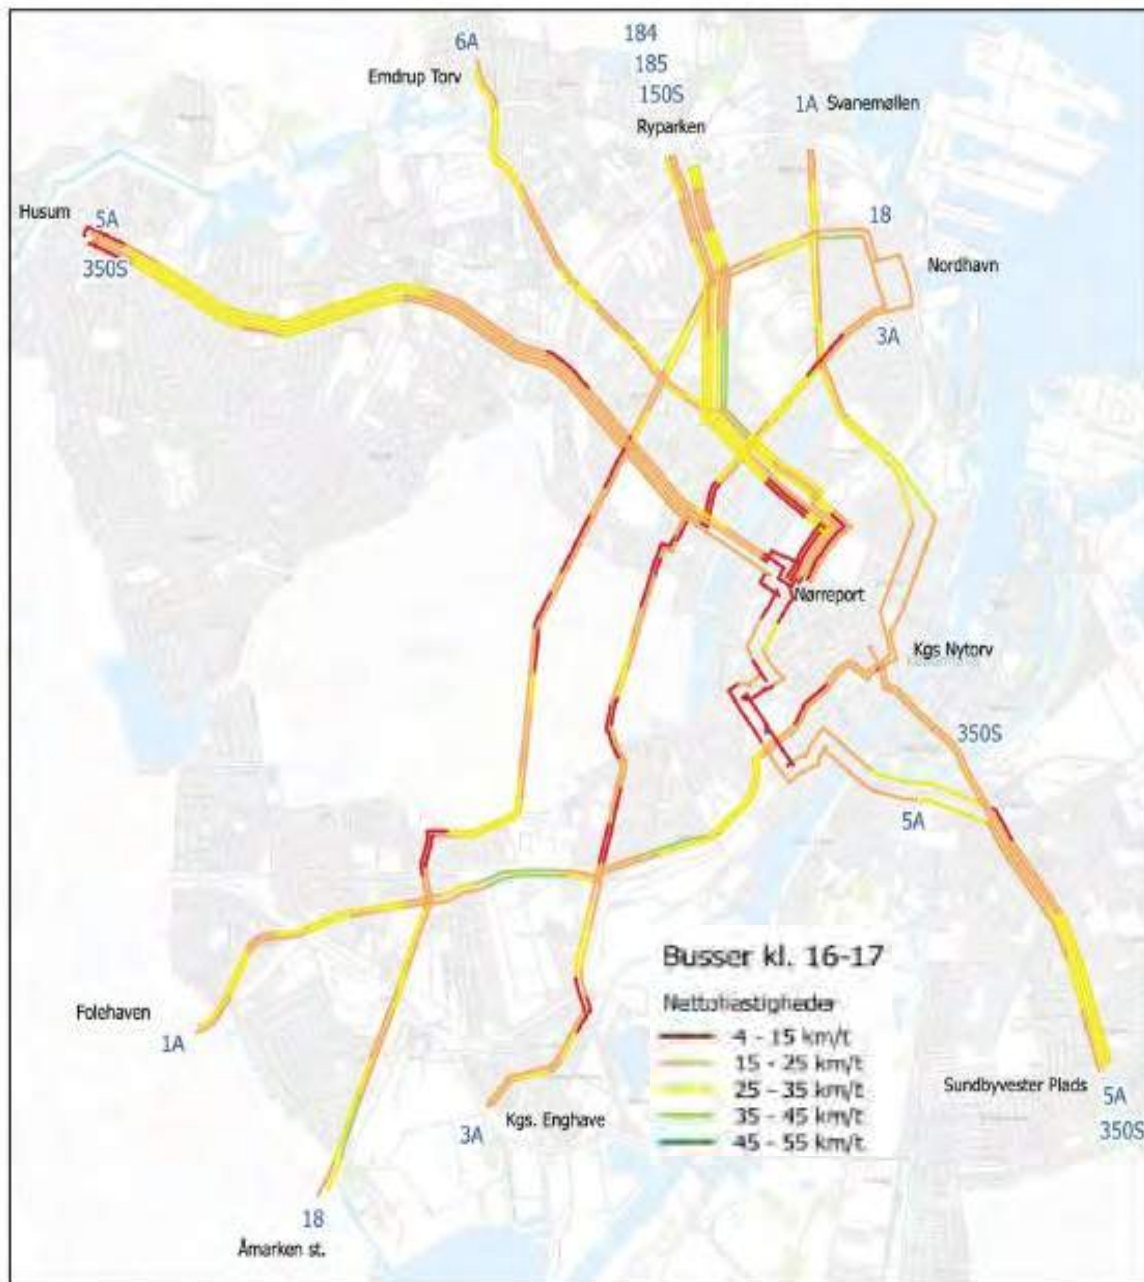 6A
Emdrup Torv
184
185
150S
Ryparken
1A
Svanemøllen
Husum
5A
350S
18
Nordhavn
3A
Nørreport
Kgs Nytorv
350S
5A
Folehaven
1A
Busser kl. 16-17
Nettohastigheder
4 - 15 km/t
15 - 25 km/t
25 - 35 km/t
35 - 45 km/t
45 - 55 km/t
Sundbyvester Plads
5A
350S
3A
Kgs. Enghave
18
Åmarken st.